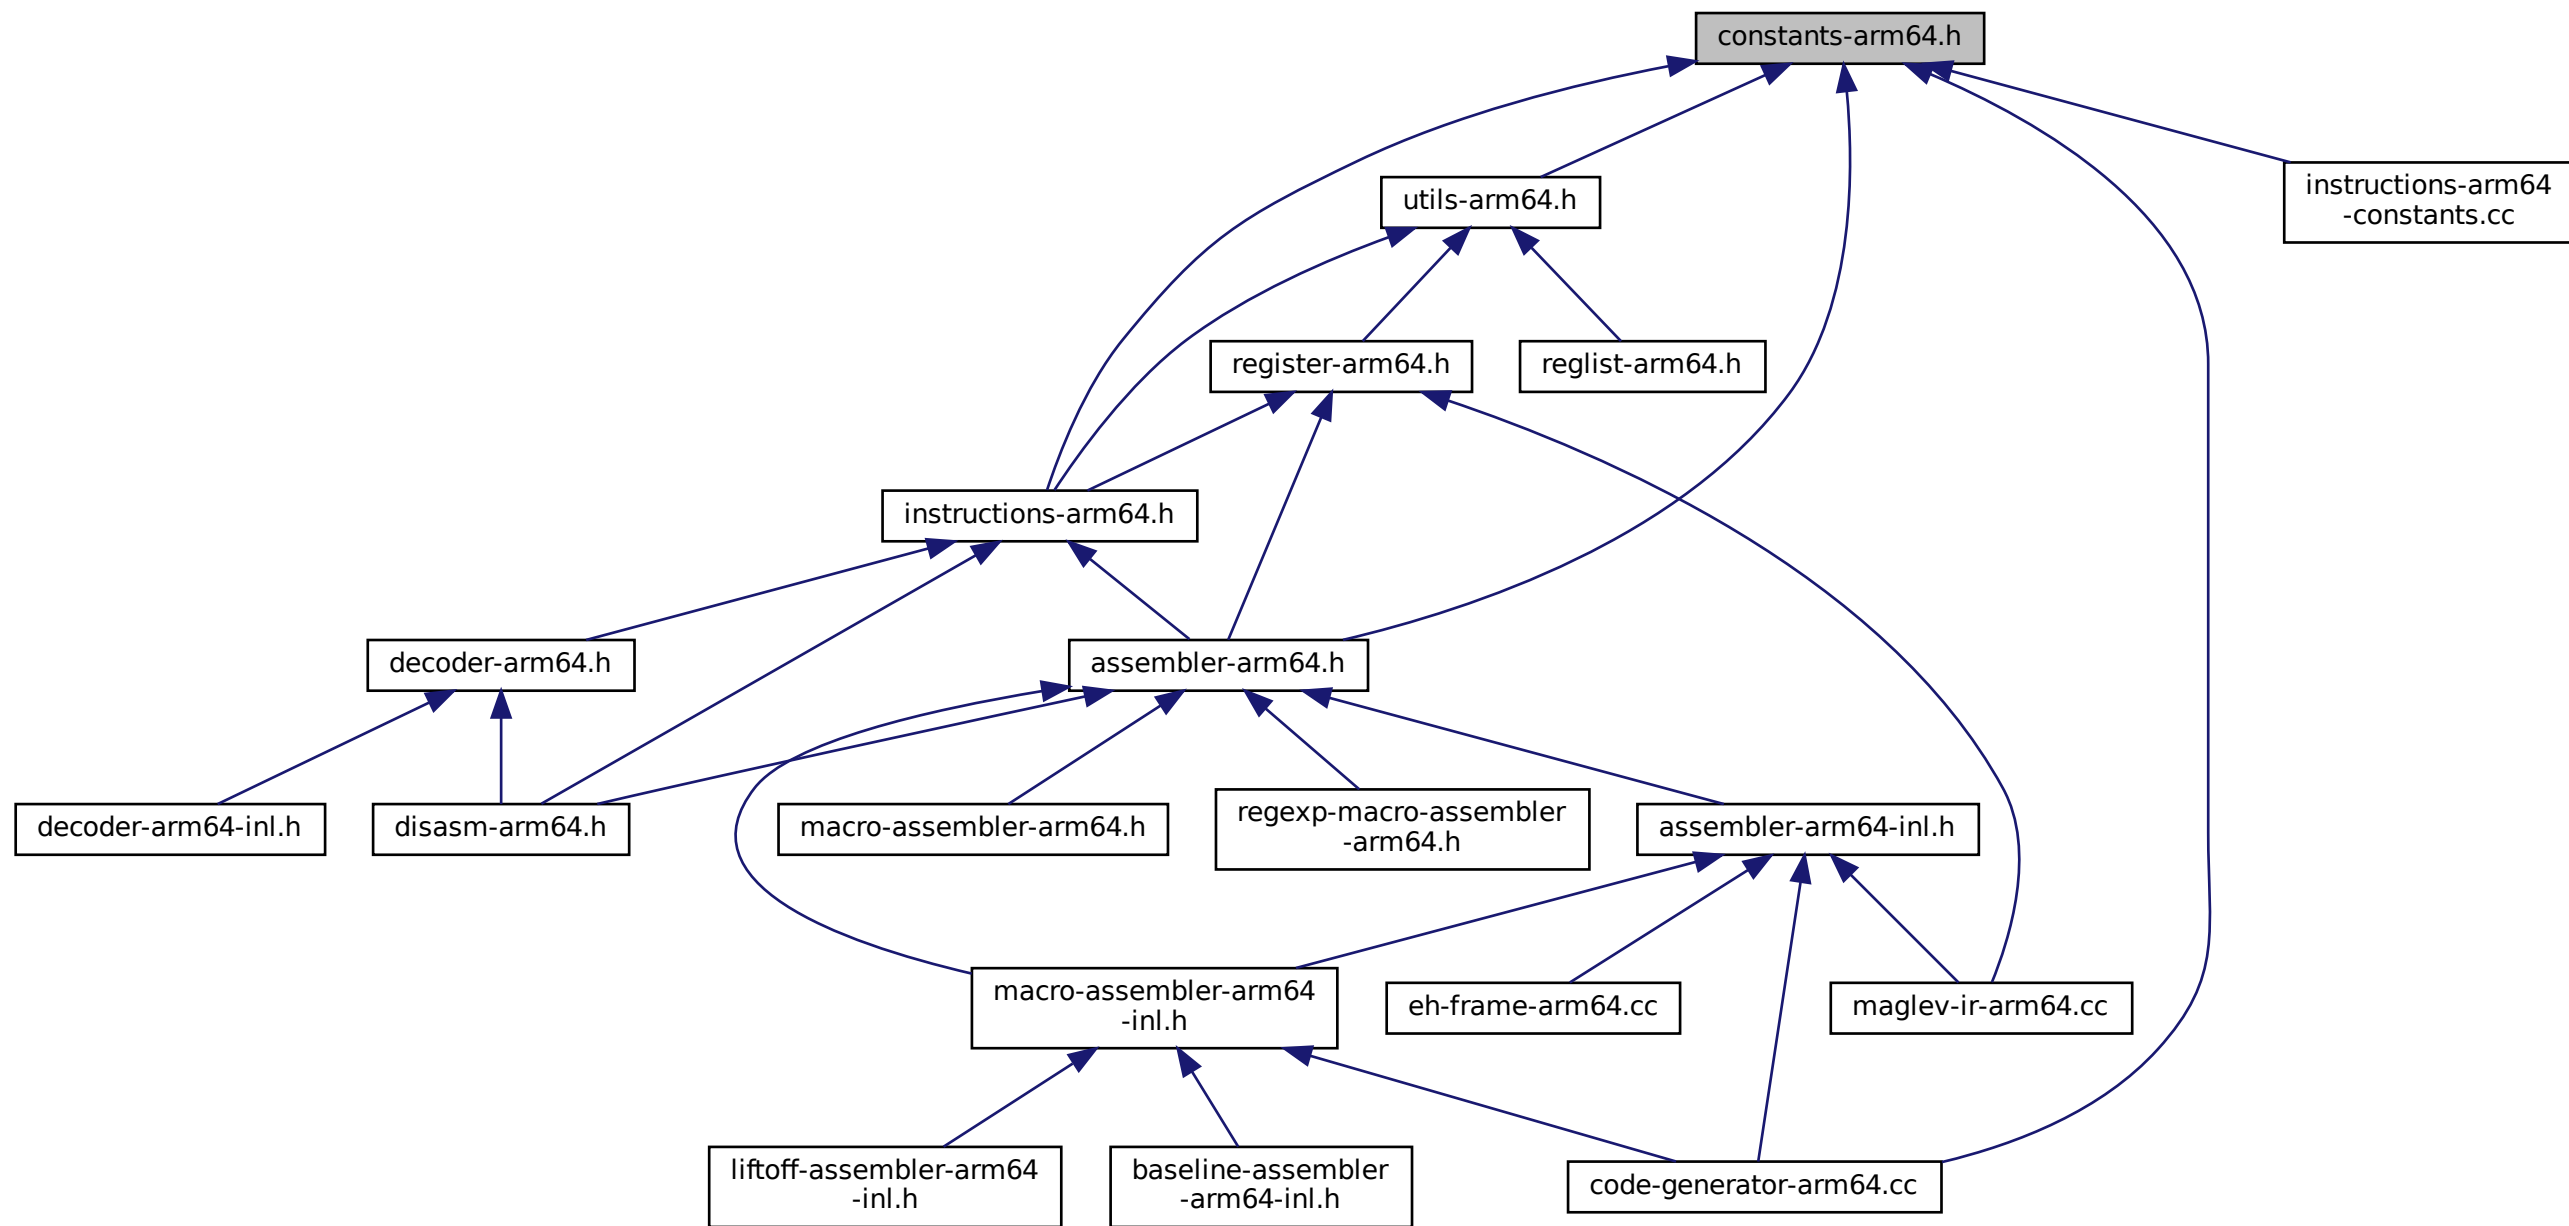 constants-arm64.h
instructions-arm64
-constants.cc
utils-arm64.h
register-arm64.h
reglist-arm64.h
instructions-arm64.h
decoder-arm64.h
assembler-arm64.h
decoder-arm64-inl.h
disasm-arm64.h
macro-assembler-arm64.h
regexp-macro-assembler
-arm64.h
assembler-arm64-inl.h
macro-assembler-arm64
-inl.h
eh-frame-arm64.cc
maglev-ir-arm64.cc
liftoff-assembler-arm64
-inl.h
baseline-assembler
-arm64-inl.h
code-generator-arm64.cc